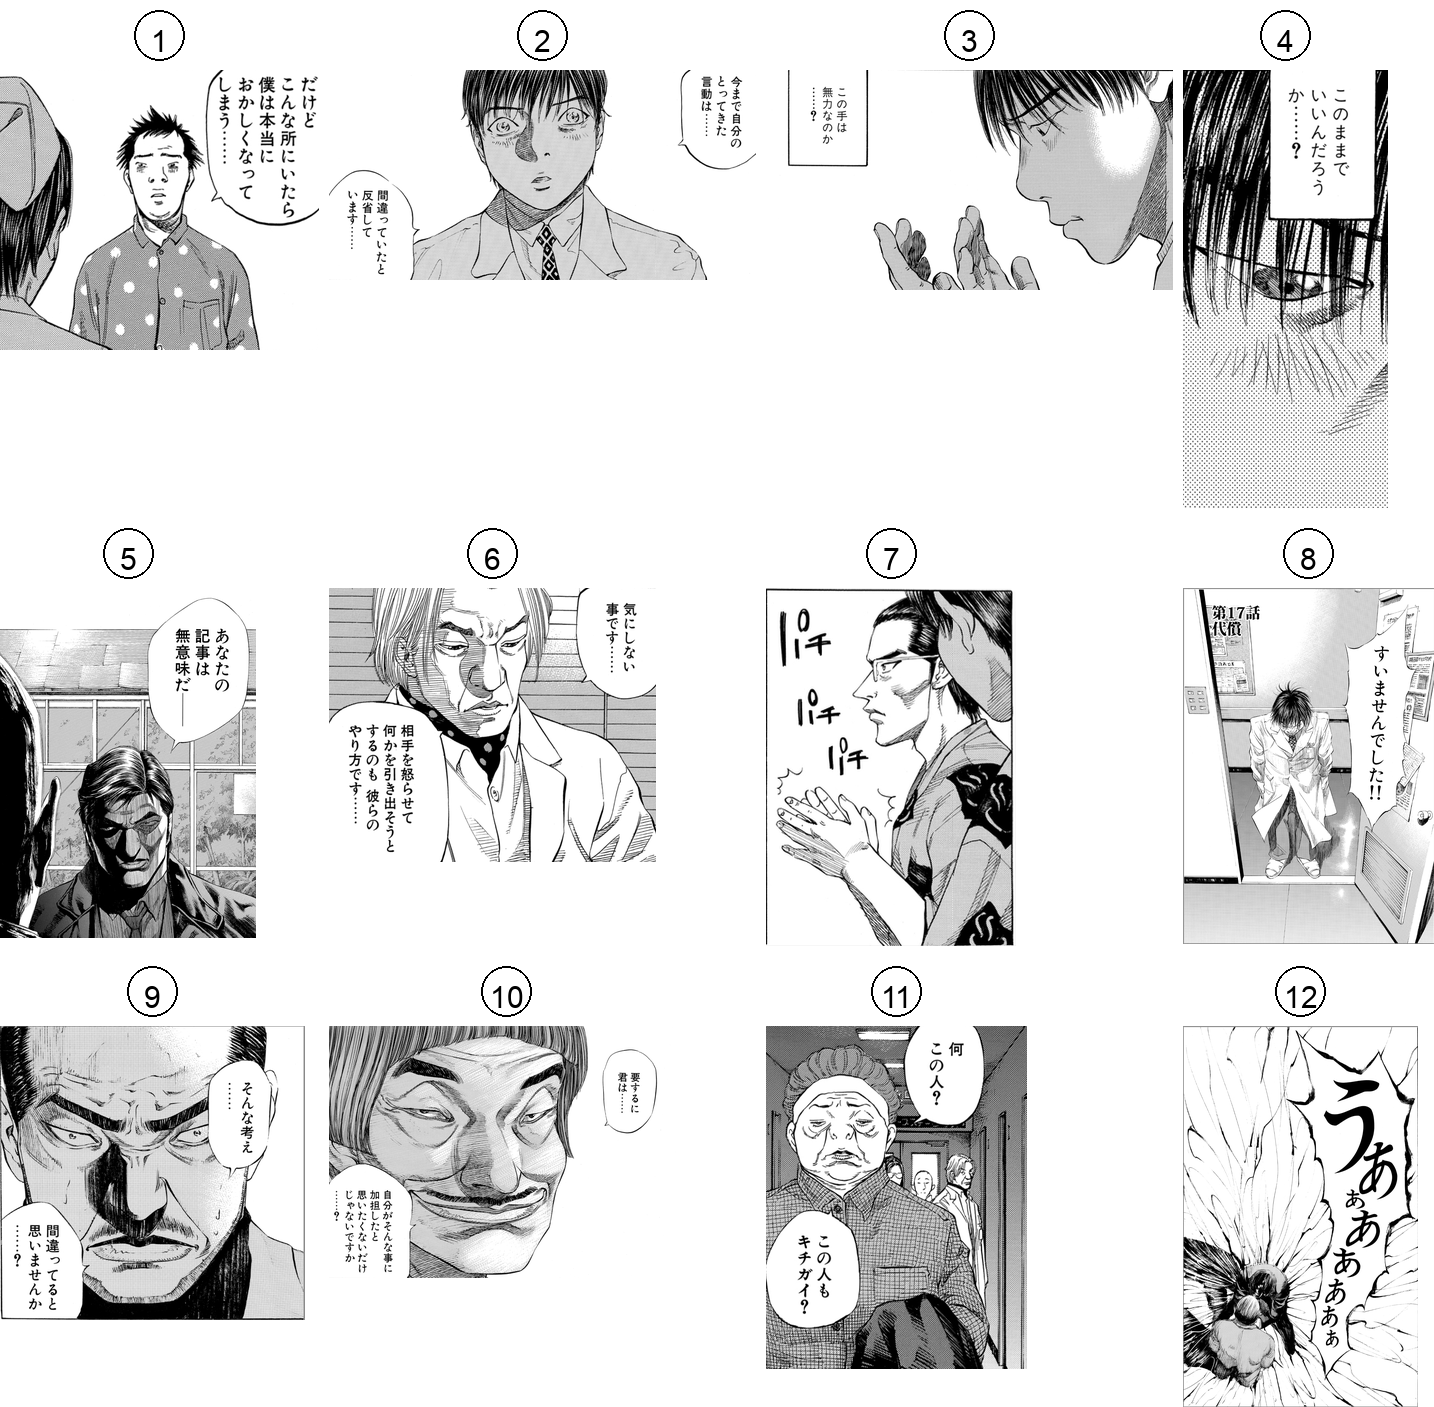 1
だけど
こんな所にいたら
僕は本当に
おかしくなって
しまう……
2
今まで自分の
とってきた
言動は……
間違っていたと
反省して
います……
3
この手は
無力なのか
……?
4
このままで
いいんだろう
か……?
5
あなたの
記事は
無意味だ―
6
気にしない
事です……
相手を怒らせて
何かを引き出そうと
するのも 彼らの
やり方です……
7
パチ
パチ
パチ
8
第17話
代償
すいませんでした!!
9
そんな考え
……
間違ってると
思いませんか
……?
10
要するに
君は……
自分がそんな事に
加担したと
思いたくないだけ
じゃないですか
……?
11
何
この人?
この人も
キチガイ?
12
うぁぁあぁぁぁぁ